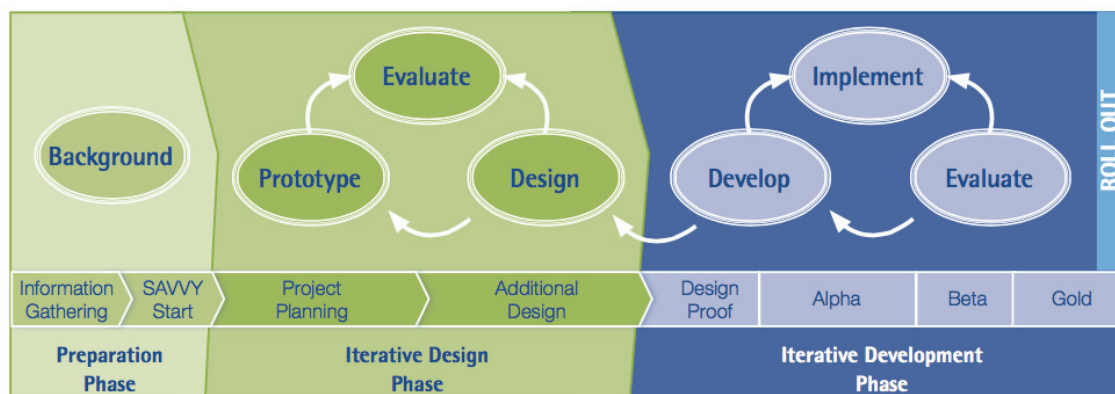 Evaluate
Implement
Background
Prototype
Design
Develop
Evaluate
ROLL OUT
Information
Gathering
SAVVY
Start
Project
Planning
Additional
Design
Design
Proof
Alpha
Beta
Gold
Preparation
Phase
Iterative Design
Phase
Iterative Development
Phase